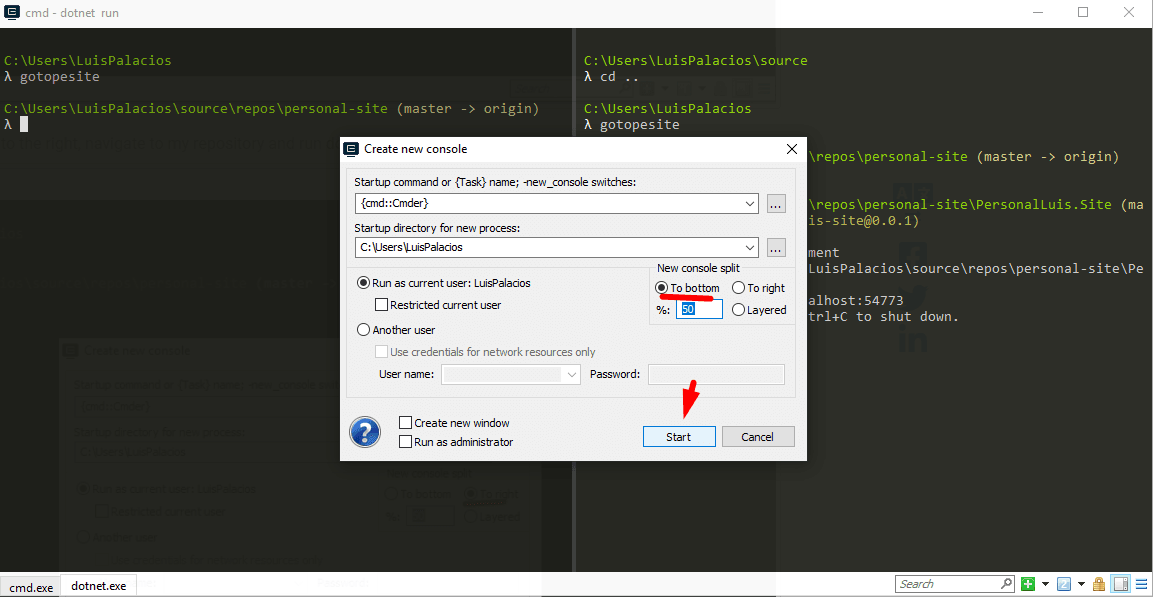 cmd - dotnet run
C:\Users\LuisPalacios
λ gotopesite
C:\Users\LuisPalacios\source\repos\personal-site (master -> origin)
λ
C:\Users\LuisPalacios\source
λ cd ..
C:\Users\LuisPalacios
λ gotopesite
\repos\personal-site (master -> origin)
\repos\personal-site\PersonalLuis.Site (ma
is-site@0.0.1)
ment
LuisPalacios\source\repos\personal-site\Pe
alhost:54773
trl+C to shut down.
Create new console
Startup command or {Task} name; -new_console switches:
{cmd::Cmder}
...
Startup directory for new process:
C:\Users\LuisPalacios
...
Run as current user: LuisPalacios
Restricted current user
Another user
Use credentials for network resources only
User name:
Password:
New console split
To bottom
To right
%: 50
Layered
Create new window
Run as administrator
Start
Cancel
cmd.exe
dotnet.exe
Search